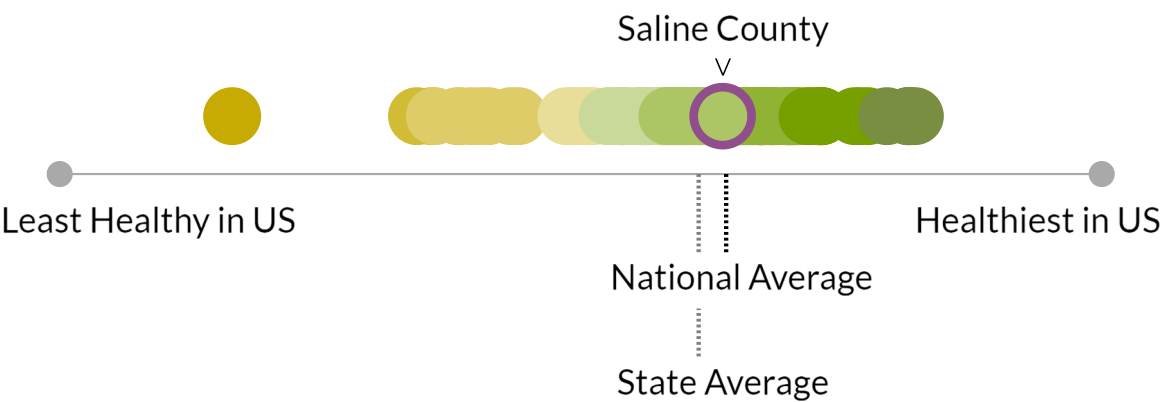 Saline County
Least Healthy in US
Healthiest in US
National Average
State Average